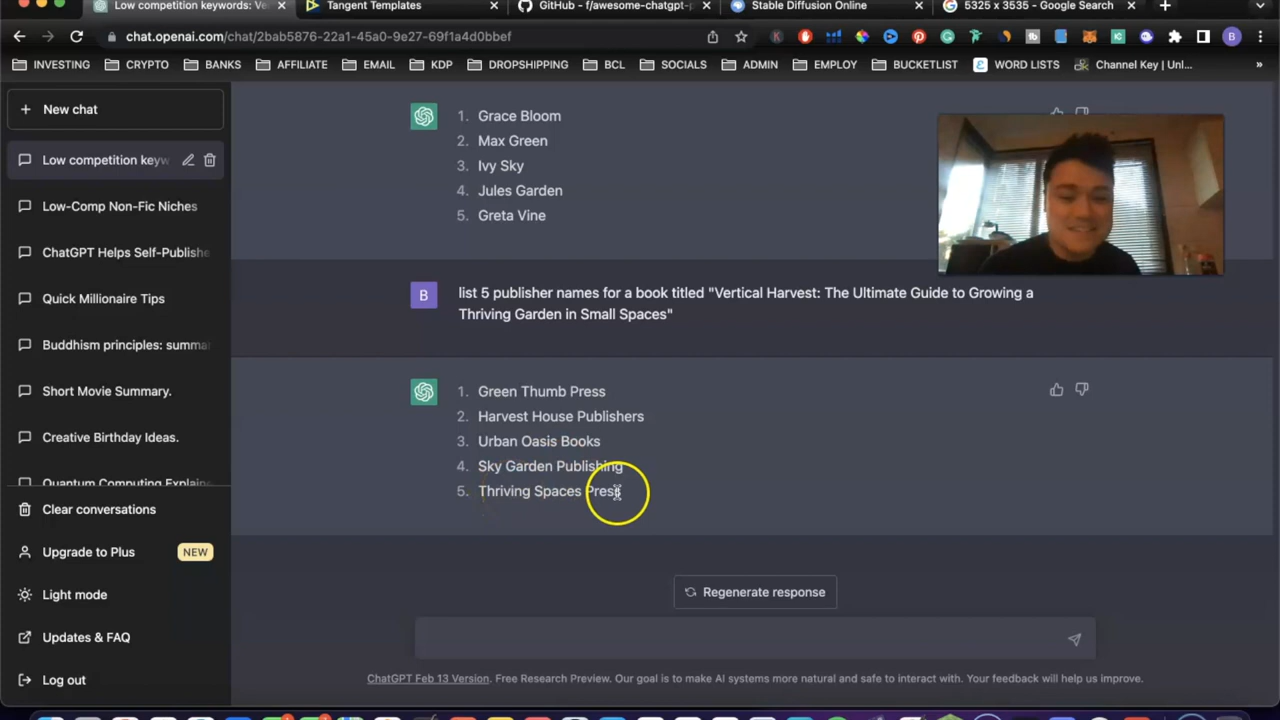 Low competition keywords: Ve
Tangent Templates
GitHub - f/awesome-chatgpt-
Stable Diffusion Online
5325 x 3535 - Google Search
chat.openai.com/chat/2bab5876-22a1-45a0-9e27-69f1a4d0bbef
INVESTING
CRYPTO
BANKS
AFFILIATE
EMAIL
KDP
DROPSHIPPING
BCL
SOCIALS
ADMIN
EMPLOY
BUCKETLIST
WORD LISTS
Channel Key | Unl...
»
+ New chat
Low competition keyw
Low-Comp Non-Fic Niches
ChatGPT Helps Self-Publishe
Quick Millionaire Tips
Buddhism principles: summa
Short Movie Summary.
Creative Birthday Ideas.
Quantum Computing Explain
Clear conversations
Upgrade to Plus NEW
Light mode
Updates & FAQ
Log out
1. Grace Bloom
2. Max Green
3. Ivy Sky
4. Jules Garden
5. Greta Vine
B
list 5 publisher names for a book titled "Vertical Harvest: The Ultimate Guide to Growing a
Thriving Garden in Small Spaces"
1. Green Thumb Press
2. Harvest House Publishers
3. Urban Oasis Books
4. Sky Garden Publishing
5. Thriving Spaces Press
Regenerate response
ChatGPT Feb 13 Version. Free Research Preview. Our goal is to make AI systems more natural and safe to interact with. Your feedback will help us improve.